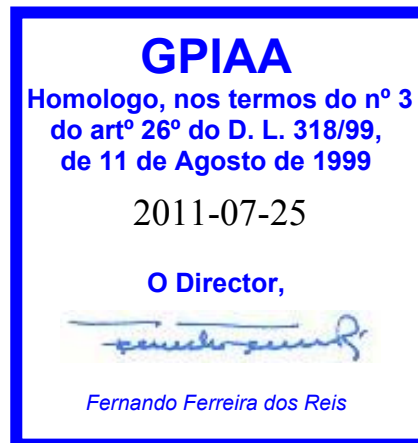 GPIAA
Homologo, nos termos do nº 3
do artº 26º do D. L. 318/99,
de 11 de Agosto de 1999
2011-07-25
O Director,
Fernando Ferreira dos Reis